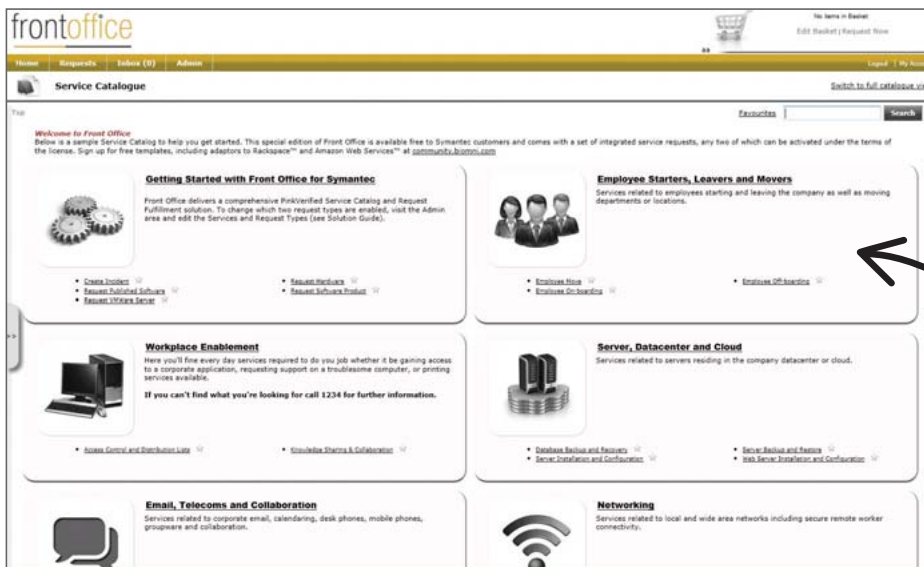 frontoffice
No items in Basket
Edit Basket | Request Now
>>
Home Requests Inbox (0) Admin
Logout | My Acco
Service Catalogue
Switch to full catalogue vie
Top
Favourites
Search
Welcome to Front Office
Below is a sample Service Catalog to help you get started. This special edition of Front Office is available free to Symantec customers and comes with a set of integrated service requests, any two of which can be activated under the terms of
the license. Sign up for free templates, including adaptors to Rackspace™ and Amazon Web Services™ at community.biomni.com
Getting Started with Front Office for Symantec
Front Office delivers a comprehensive PinkVerified Service Catalog and Request
Fulfillment solution. To change which two request types are enabled, visit the Admin
area and edit the Services and Request Types (see Solution Guide).
• Create Incident
• Request Published Software
• Request VMWare Server
• Request Hardware
• Request Software Product
Employee Starters, Leavers and Movers
Services related to employees starting and leaving the company as well as moving
departments or locations.
• Employee Move
• Employee On-boarding
• Employee Off-boarding
>>
Workplace Enablement
Here you'll fine every day services required to do you job whether it be gaining access
to a corporate application, requesting support on a troublesome computer, or printing
services available.
If you can't find what you're looking for call 1234 for further information.
• Access Control and Distribution Lists
• Knowledge Sharing & Collaboration
Server, Datacenter and Cloud
Services related to servers residing in the company datacenter or cloud.
• Database Backup and Recovery
• Server Installation and Configuration
• Server Backup and Restore
• Web Server Installation and Configuration
Email, Telecoms and Collaboration
Services related to corporate email, calendaring, desk phones, mobile phones,
groupware and collaboration.
Networking
Services related to local and wide area networks including secure remote worker
connectivity.